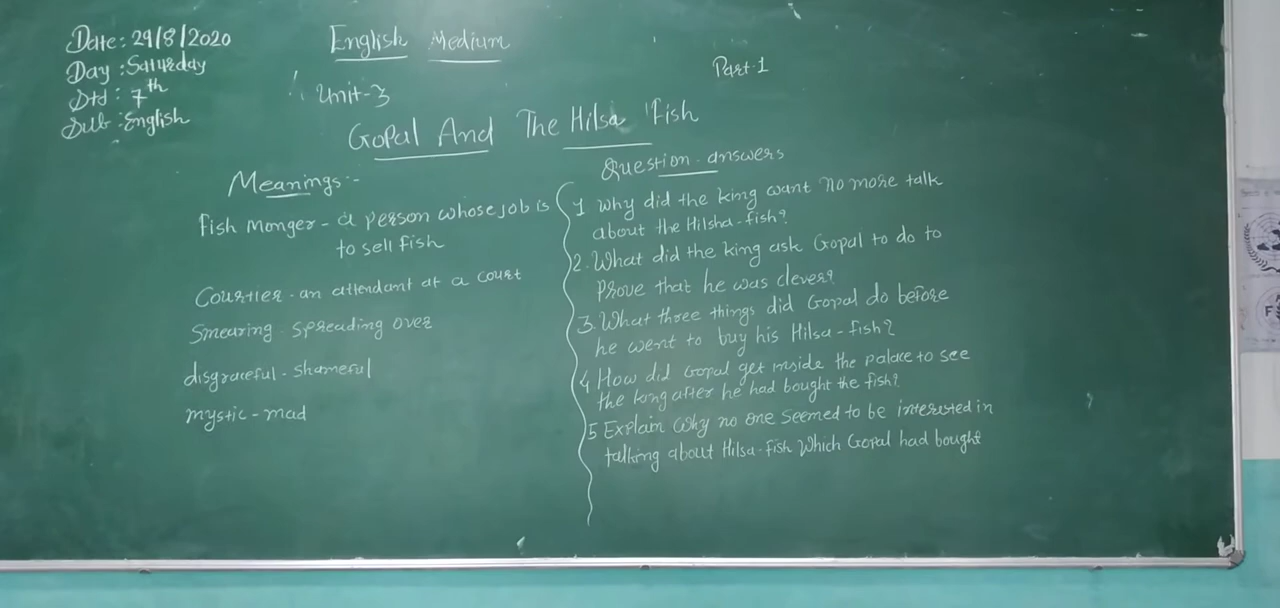 Date: 29/8/2020
Day: Saturday
Std: 7th
Sub: English
English Medium
Unit-3
Part-1
Gopal And The Hilsa Fish
Meanings:-
fish monger - a person whose job is
to sell fish
Courtier - an attendant at a court
Smearing - spreading over
disgraceful - shameful
mystic - mad
Question - answers
1 Why did the king want no more talk
about the Hilsha-fish?
2. What did the king ask Gopal to do to
Prove that he was clever?
3. What three things did Gopal do before
he went to buy his Hilsa-fish?
4 How did Gopal get inside the palace to see
the king after he had bought the fish?
5 Explain why no one seemed to be interested in
talking about Hilsa-fish Which Gopal had bought